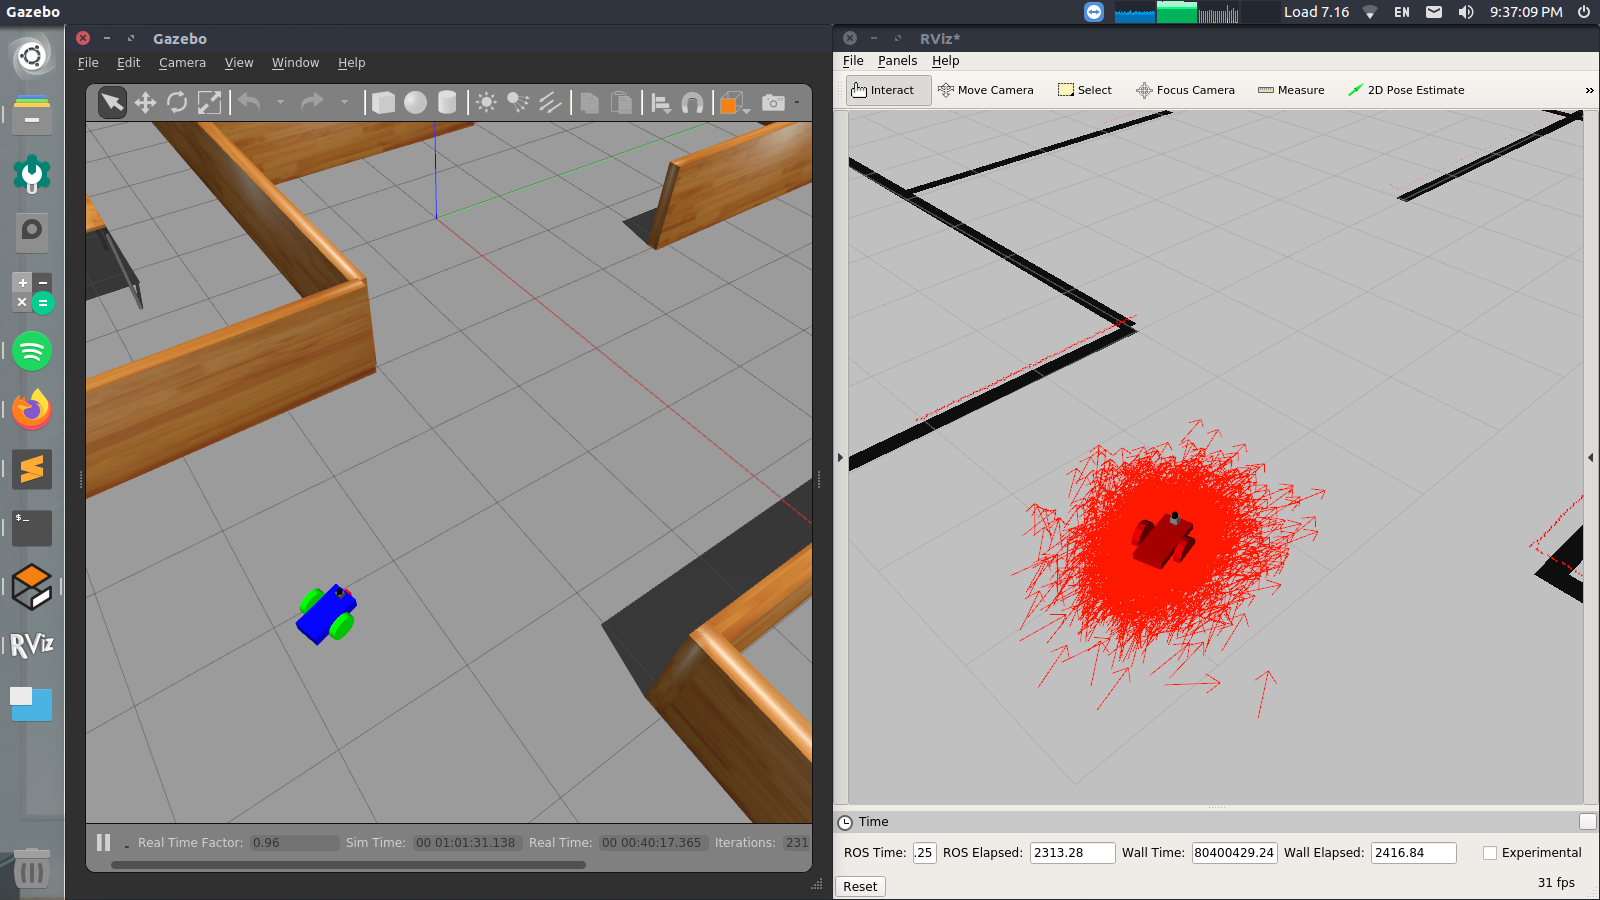 Gazebo
Load 7.16 EN 9:37:09 PM
Gazebo
File Edit Camera View Window Help
Real Time Factor: 0.96 Sim Time: 00 01:01:31.138 Real Time: 00 00:40:17.365 Iterations: 231
RViz*
File Panels Help
Interact Move Camera Select Focus Camera Measure 2D Pose Estimate »
Time
ROS Time: .25 ROS Elapsed: 2313.28 Wall Time: 80400429.24 Wall Elapsed: 2416.84 Experimental
Reset 31 fps
$_
RViz